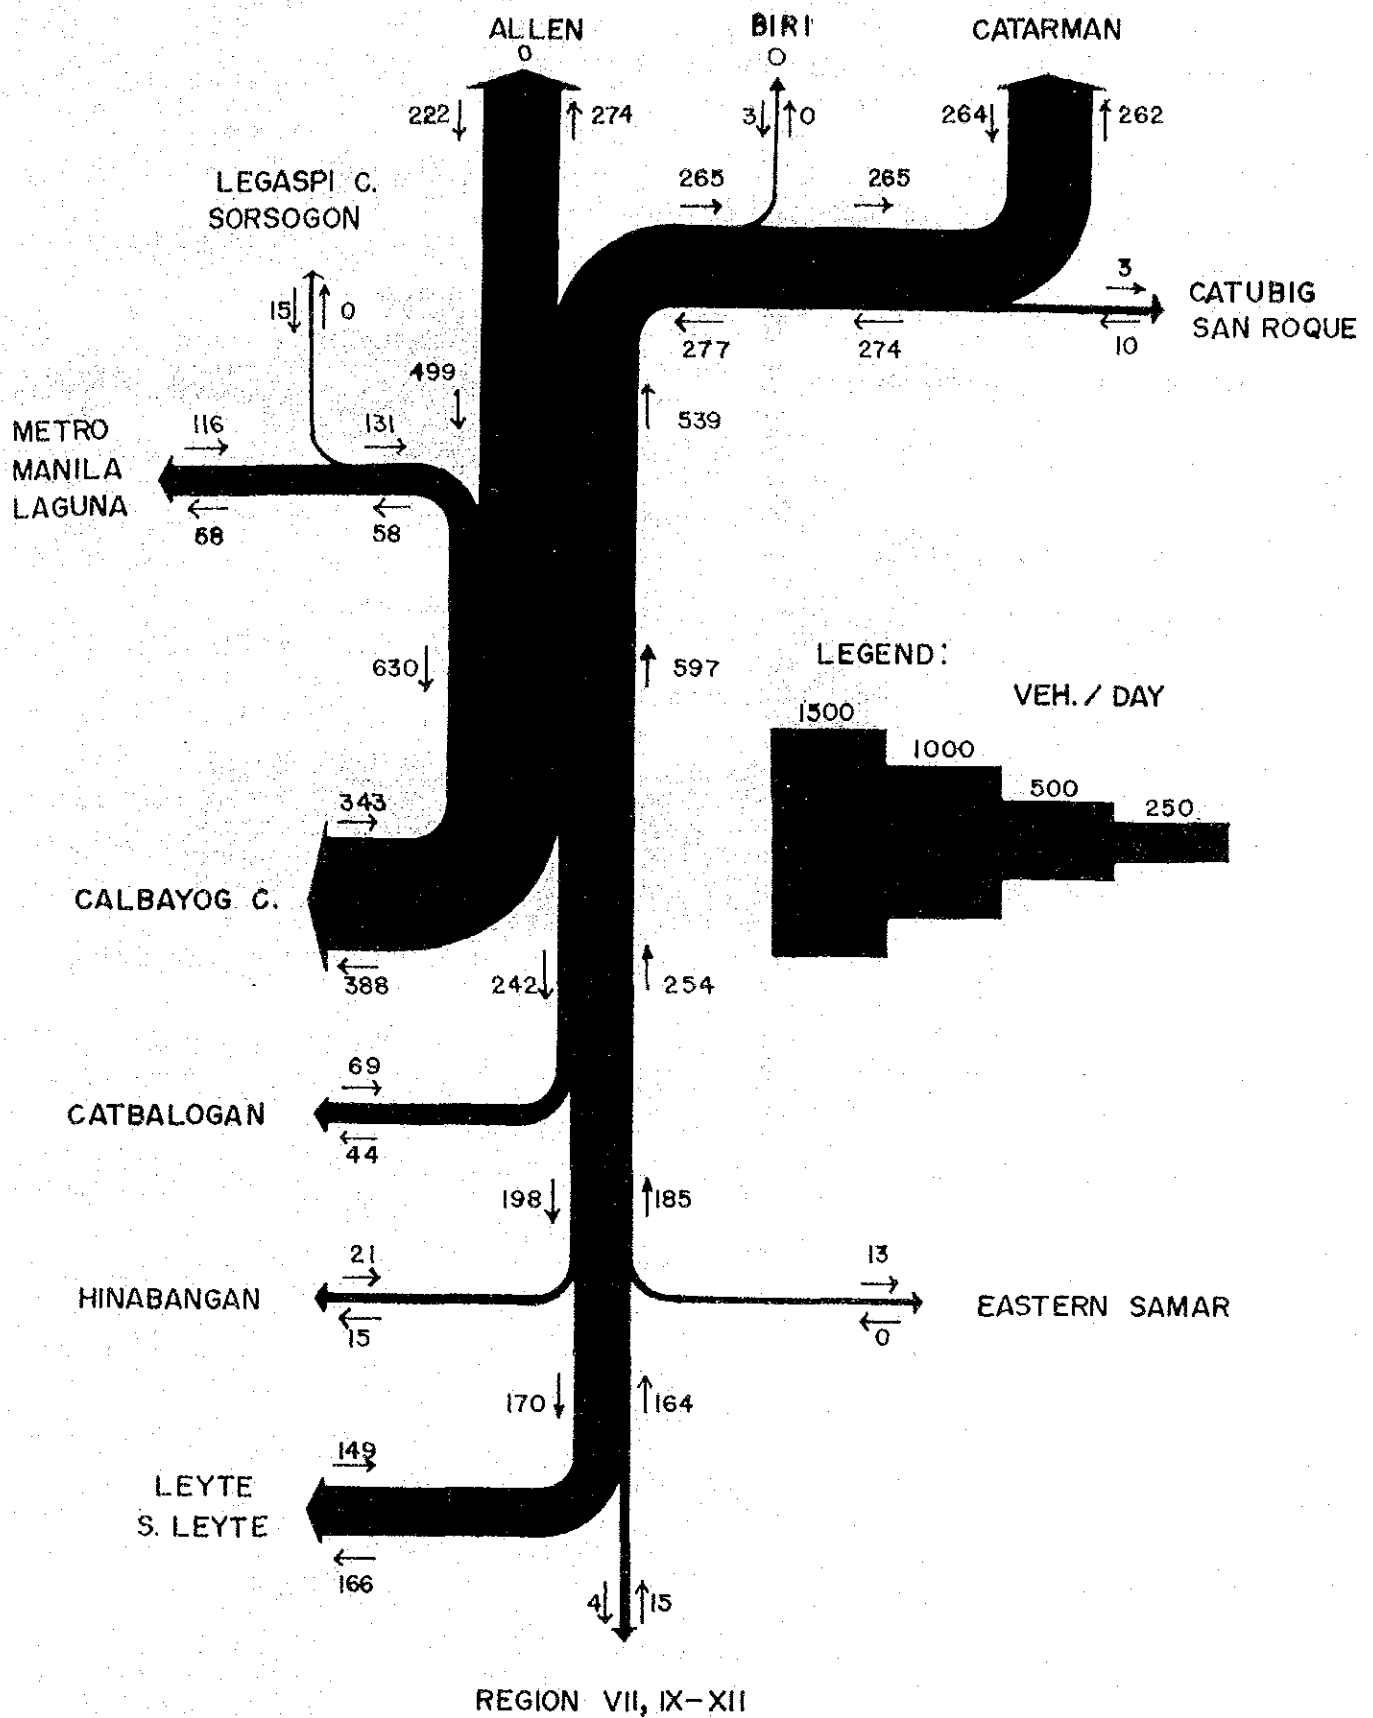 ALLEN
0
BIRI
0
CATARMAN
222
274
3
0
264
262
LEGASPI C.
SORSOGON
265
265
15
0
3
CATUBIG
SAN ROQUE
277
274
10
499
539
METRO
MANILA
LAGUNA
116
131
58
58
630
597
LEGEND:
VEH. / DAY
1500
1000
500
250
343
CALBAYOG C.
388
242
254
69
CATBALOGAN
44
198
185
21
13
HINABANGAN
EASTERN SAMAR
15
0
170
164
149
LEYTE
S. LEYTE
166
4
15
REGION VII, IX-XII